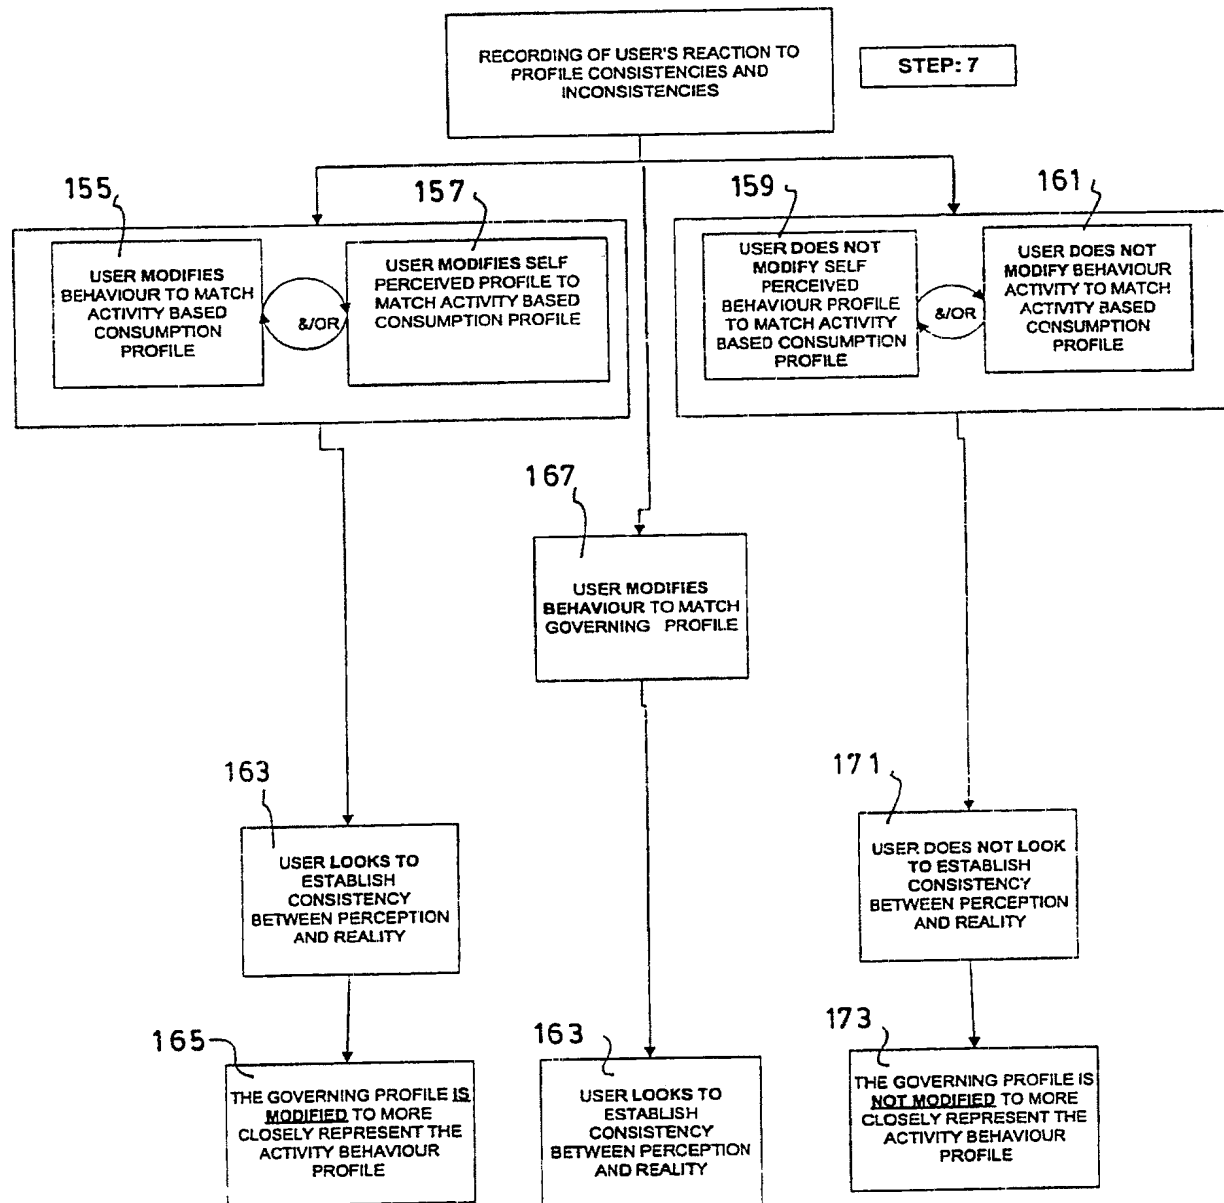 RECORDING OF USER'S REACTION TO
PROFILE CONSISTENCIES AND
INCONSISTENCIES
STEP: 7
155
157
159
161
USER MODIFIES
BEHAVIOUR TO MATCH
ACTIVITY BASED
CONSUMPTION
PROFILE
&/OR
USER MODIFIES SELF
PERCEIVED PROFILE TO
MATCH ACTIVITY BASED
CONSUMPTION PROFILE
USER DOES NOT
MODIFY SELF
PERCEIVED
BEHAVIOUR PROFILE
TO MATCH ACTIVITY
BASED CONSUMPTION
PROFILE
&/OR
USER DOES NOT
MODIFY BEHAVIOUR
ACTIVITY TO MATCH
ACTIVITY BASED
CONSUMPTION
PROFILE
167
USER MODIFIES
BEHAVIOUR TO MATCH
GOVERNING PROFILE
163
USER LOOKS TO
ESTABLISH
CONSISTENCY
BETWEEN PERCEPTION
AND REALITY
171
USER DOES NOT LOOK
TO ESTABLISH
CONSISTENCY
BETWEEN PERCEPTION
AND REALITY
165
THE GOVERNING PROFILE IS
MODIFIED TO MORE
CLOSELY REPRESENT THE
ACTIVITY BEHAVIOUR
PROFILE
163
USER LOOKS TO
ESTABLISH
CONSISTENCY
BETWEEN PERCEPTION
AND REALITY
173
THE GOVERNING PROFILE IS
NOT MODIFIED TO MORE
CLOSELY REPRESENT THE
ACTIVITY BEHAVIOUR
PROFILE